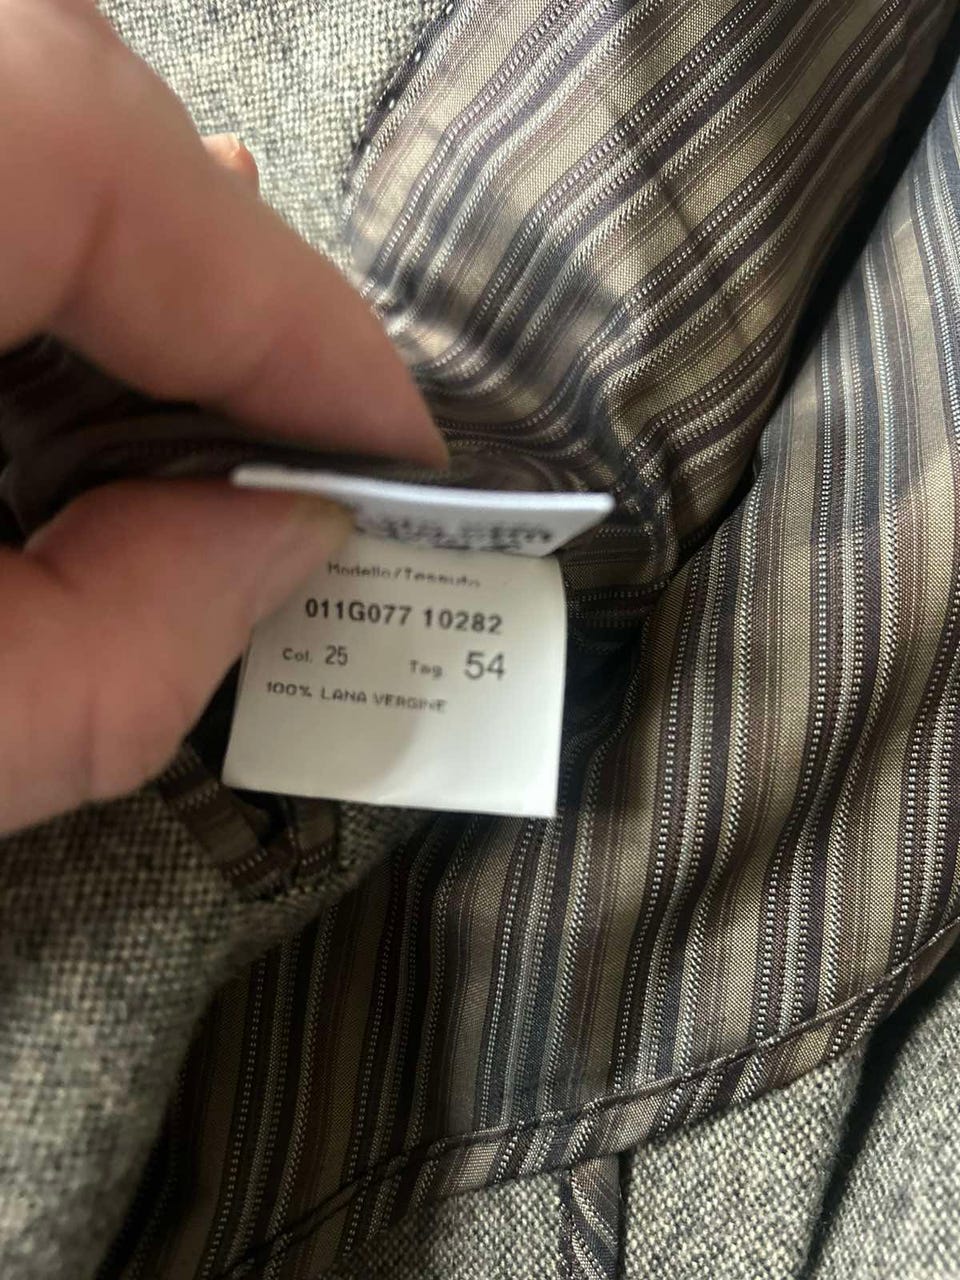 Modello/Tessuto
011G077 10282
Col. 25 Tag. 54
100% LANA VERGINE